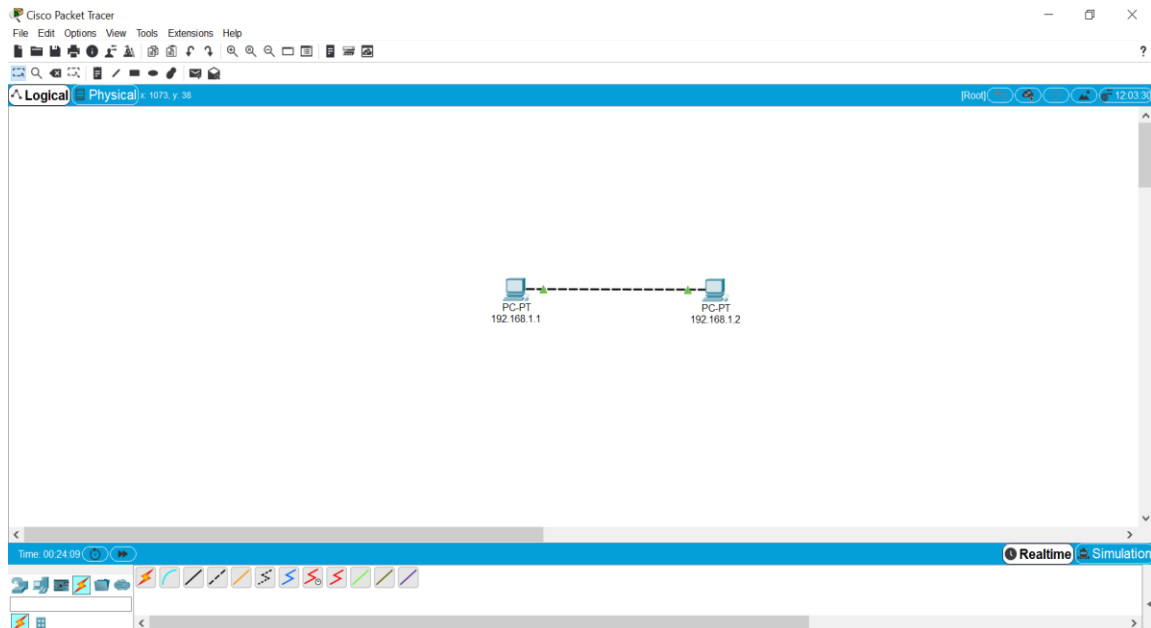 Cisco Packet Tracer
File Edit Options View Tools Extensions Help
?
Logical Physical x: 1073, y: 38 [Root] 12:03:30
PC-PT PC-PT
192.168.1.1 192.168.1.2
Time: 00:24:09 Realtime Simulation